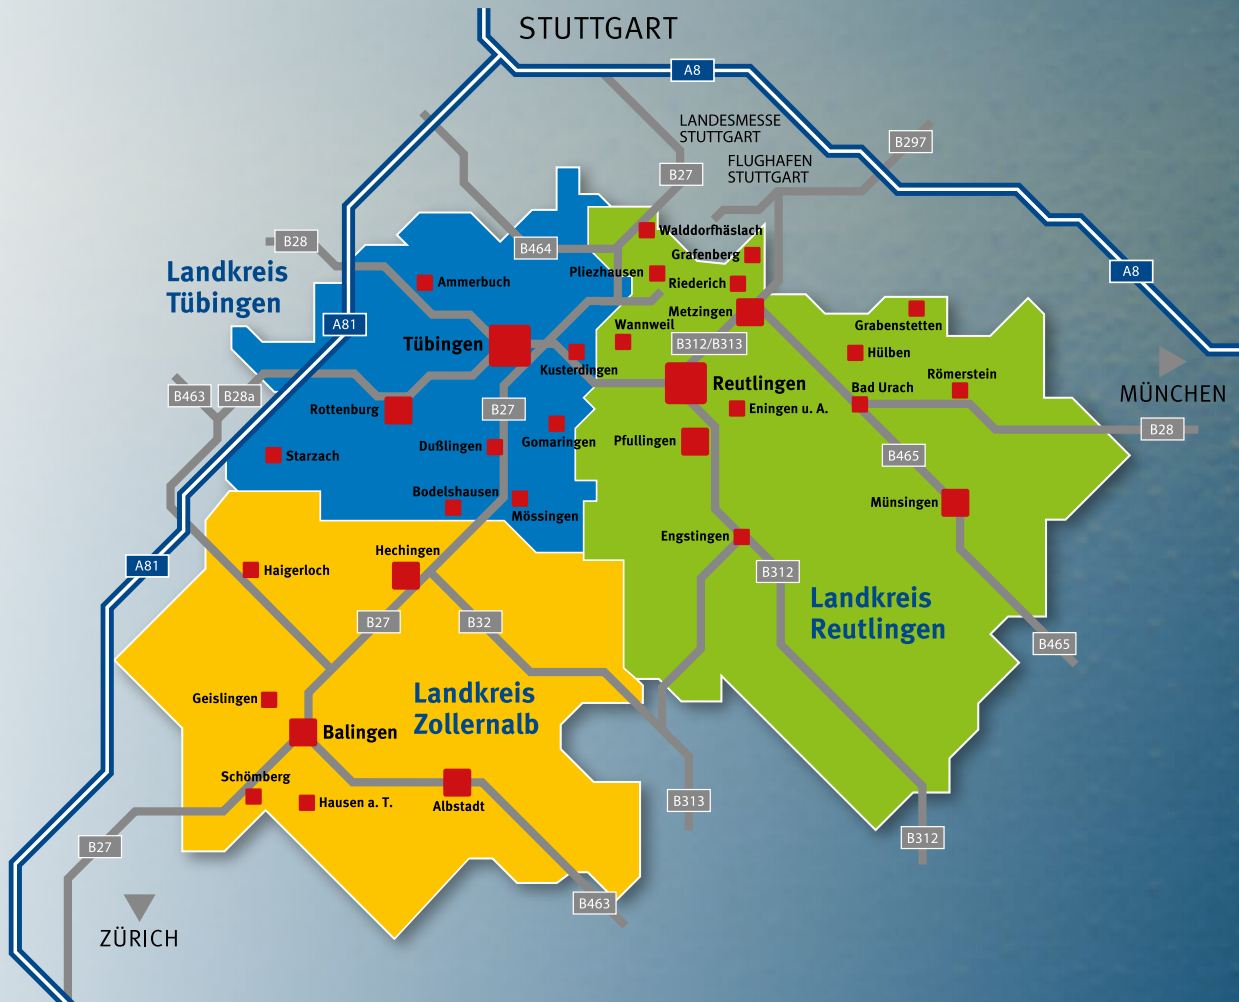 STUTTGART
A8
LANDESMESSE
STUTTGART
B297
FLUGHAFEN
STUTTGART
B27
Walddorfhäslach
B28
B464
Grafenberg
Landkreis
Tübingen
Pliezhausen
Ammerbuch
Riederich
A8
Metzingen
Grabenstetten
A81
Wannweil
Tübingen
B312/B313
Hülben
Kusterdingen
Römerstein
MÜNCHEN
Reutlingen
Bad Urach
B463
B28a
Rottenburg
B27
Eningen u. A.
B28
Dußlingen
Gomaringen
Pfullingen
Starzach
B465
Bodelshausen
Mössingen
Münsingen
Engstingen
Hechingen
A81
Haigerloch
B312
Landkreis
Reutlingen
B27
B32
B465
Geislingen
Landkreis
Zollernalb
Balingen
Schömberg
Hausen a. T.
Albstadt
B313
B27
B312
B463
ZÜRICH